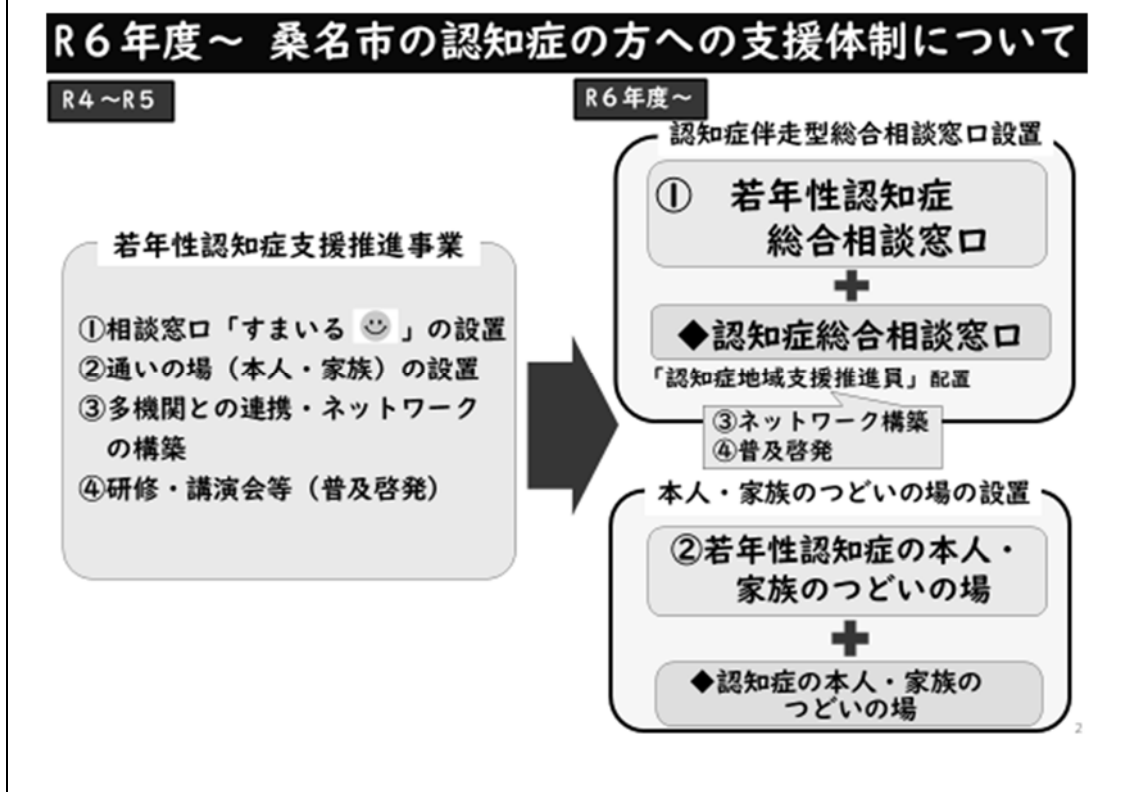 R6年度～ 桑名市の認知症の方への支援体制について
R4～R5
若年性認知症支援推進事業
①相談窓口「すまいる 」の設置
②通いの場（本人・家族）の設置
③多機関との連携・ネットワーク
の構築
④研修・講演会等（普及啓発）
R6年度～
認知症伴走型総合相談窓口設置
① 若年性認知症
総合相談窓口
◆認知症総合相談窓口
「認知症地域支援推進員」配置
③ネットワーク構築
④普及啓発
本人・家族のつどいの場の設置
②若年性認知症の本人・
家族のつどいの場
◆認知症の本人・家族の
つどいの場
2